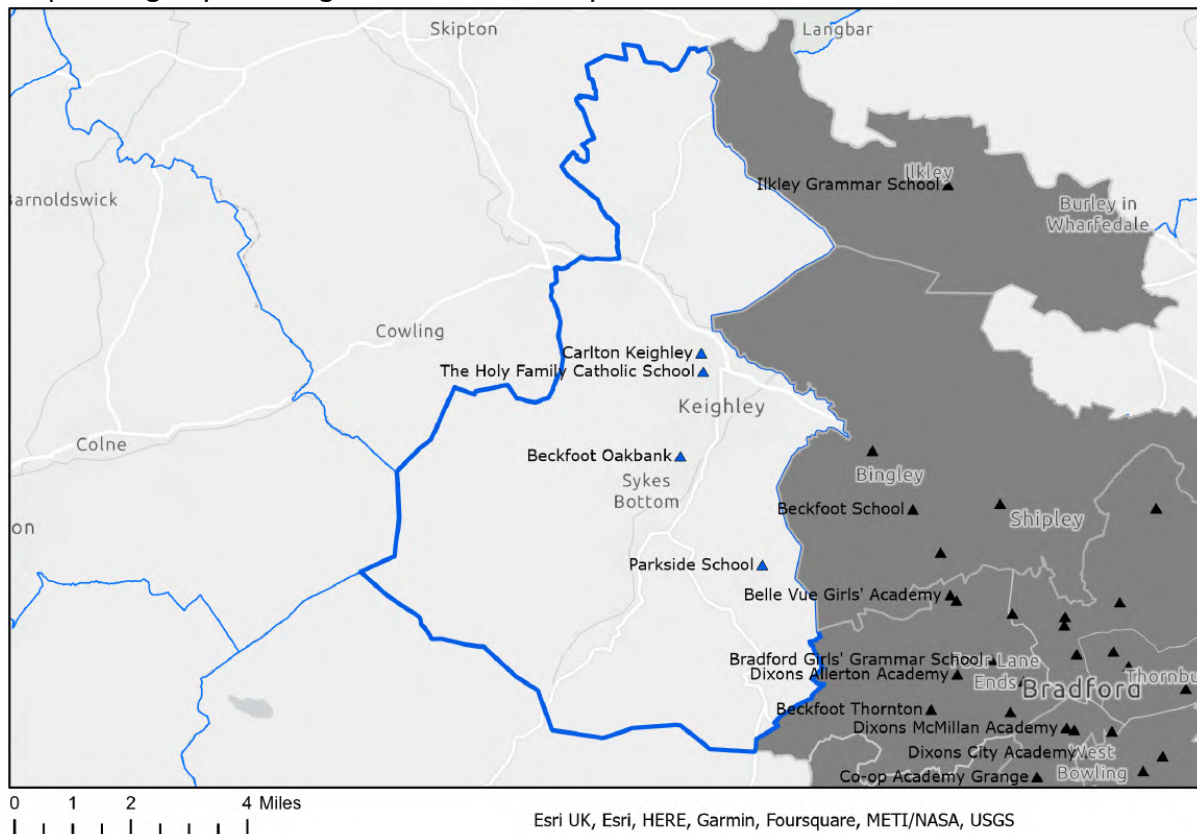 Skipton
Langbar
Ilkley
Ilkley Grammar School
Burley in
Wharfedale
arnoldswick
Cowling
Carlton Keighley
The Holy Family Catholic School
Keighley
Colne
Beckfoot Oakbank
Sykes
Bottom
Bingley
Beckfoot School
Shipley
on
Parkside School
Belle Vue Girls' Academy
Bradford Girls' Grammar School
Lane
Ends
Dixons Allerton Academy
Bradford
Thornbu
Beckfoot Thornton
Dixons McMillan Academy
Dixons City Academy
West
Bowling
Co-op Academy Grange
0 1 2 4 Miles
Esri UK, Esri, HERE, Garmin, Foursquare, METI/NASA, USGS